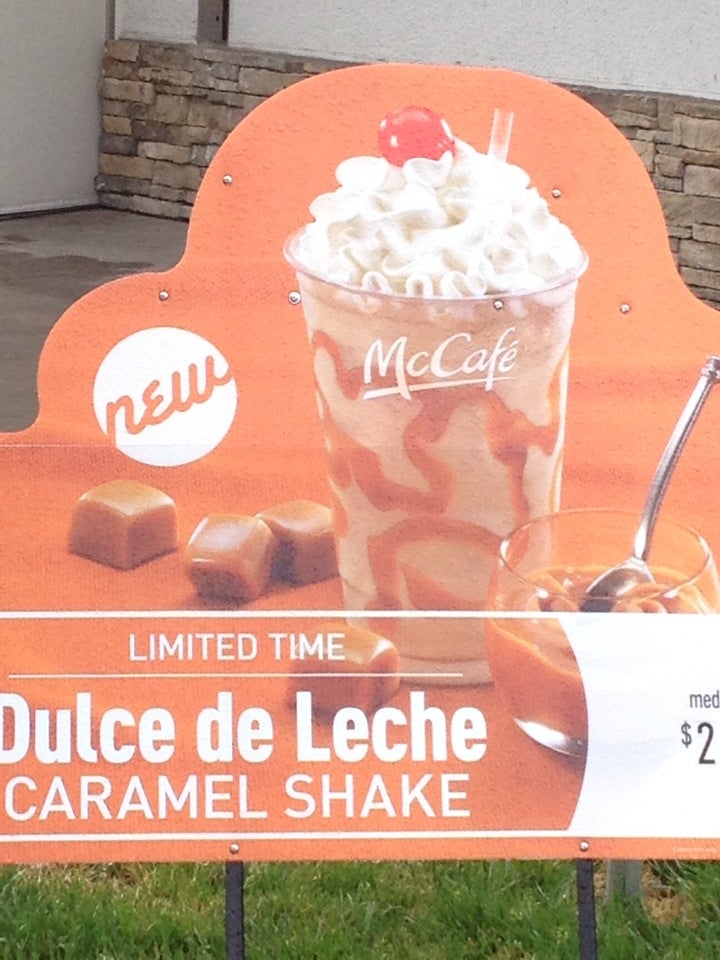 McCafé
new
LIMITED TIME
Dulce de Leche
CARAMEL SHAKE
med
$2